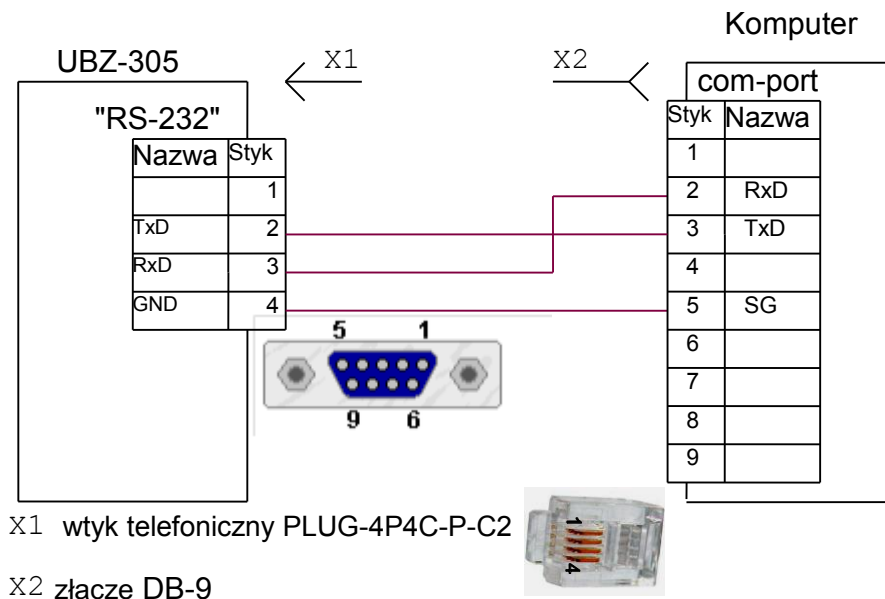 Komputer
UBZ-305
X1
X2
com-port
"RS-232"
Styk Nazwa
Nazwa Styk
1
1
2 RxD
TxD 2
3 TxD
RxD 3
4
GND 4
5 SG
5 1
6
7
9 6
8
9
1
4
X1 wtyk telefoniczny PLUG-4P4C-P-C2
X2 złacze DB-9